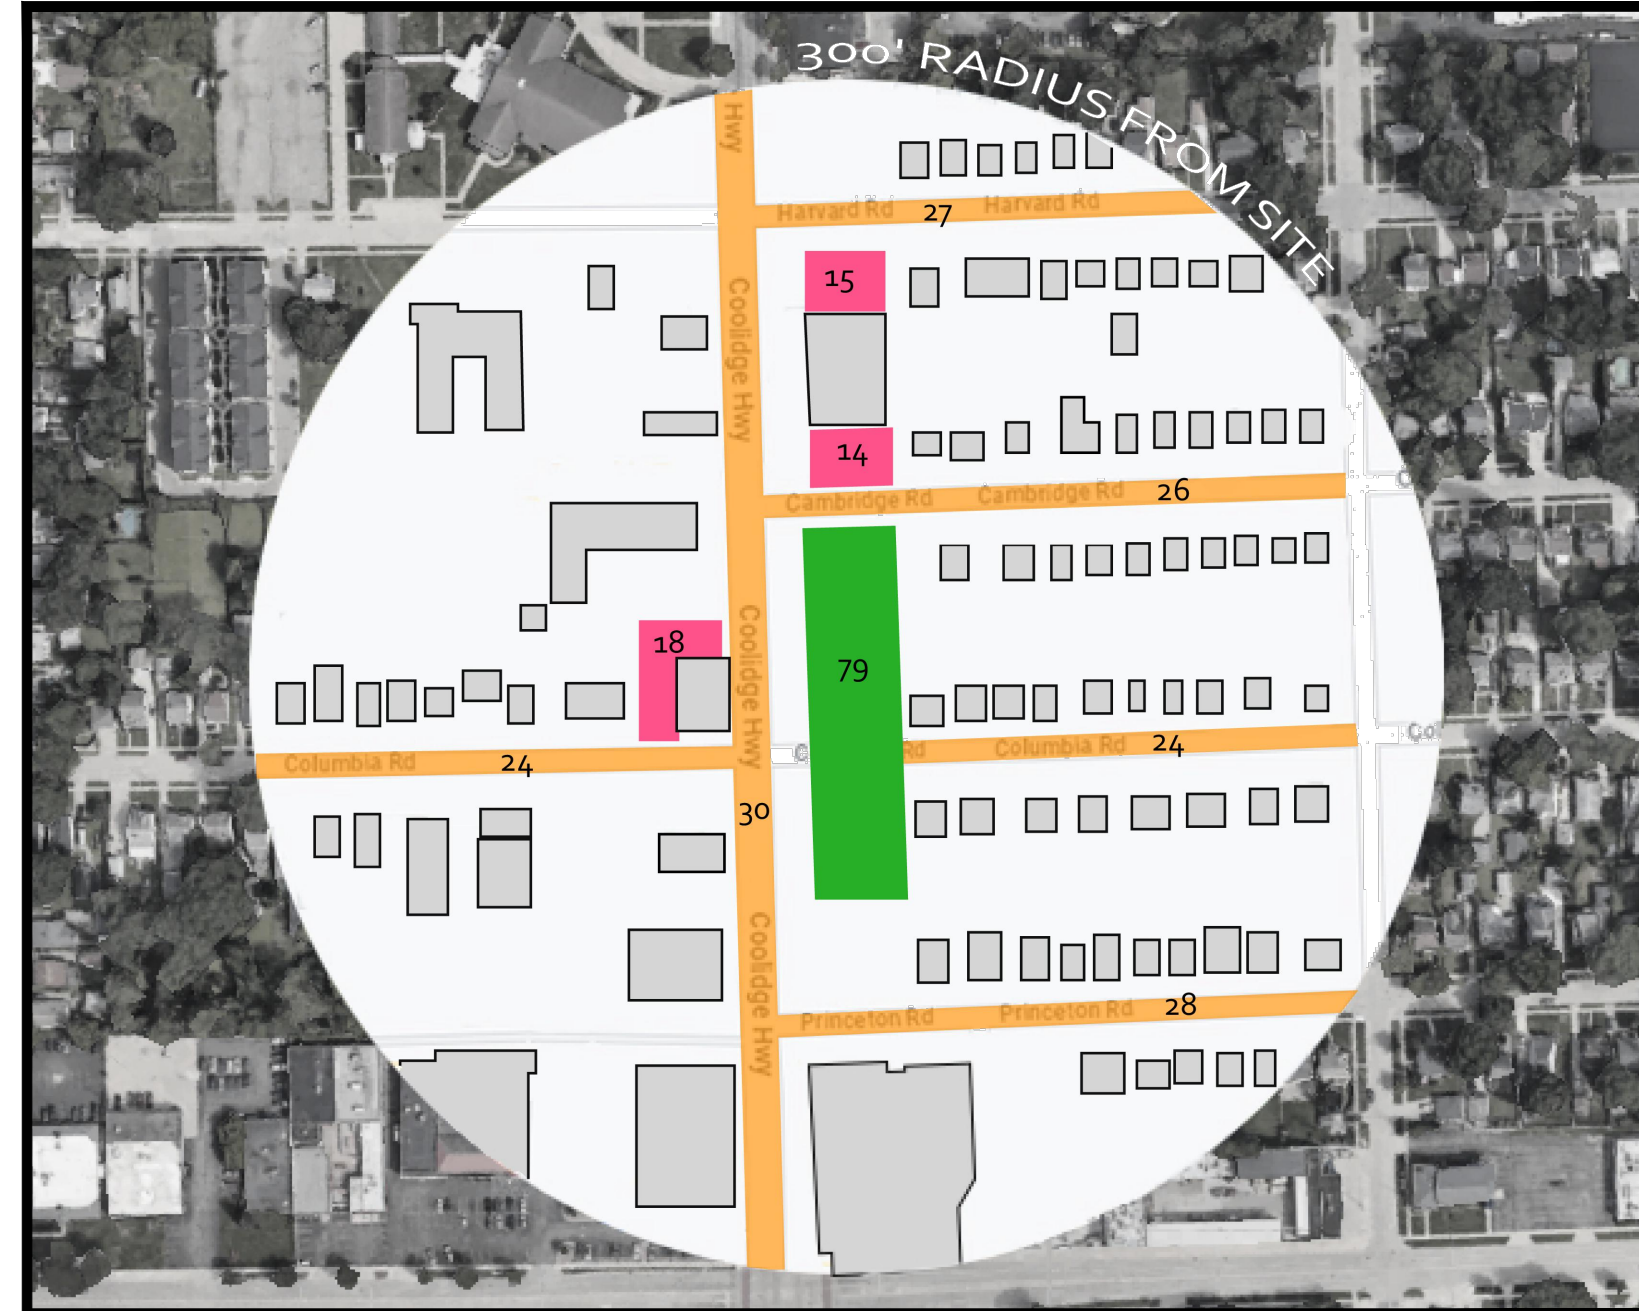 300' RADIUS FROM SITE
Hwy
Harvard Rd 27 Harvard Rd
15
Coolidge Hwy
14
Cambridge Rd Cambridge Rd 26
18
79
Coolidge Hwy
Columbia Rd 24
Rd Columbia Rd 24
Co
30
Coolidge Hwy
Princeton Rd Princeton Rd 28